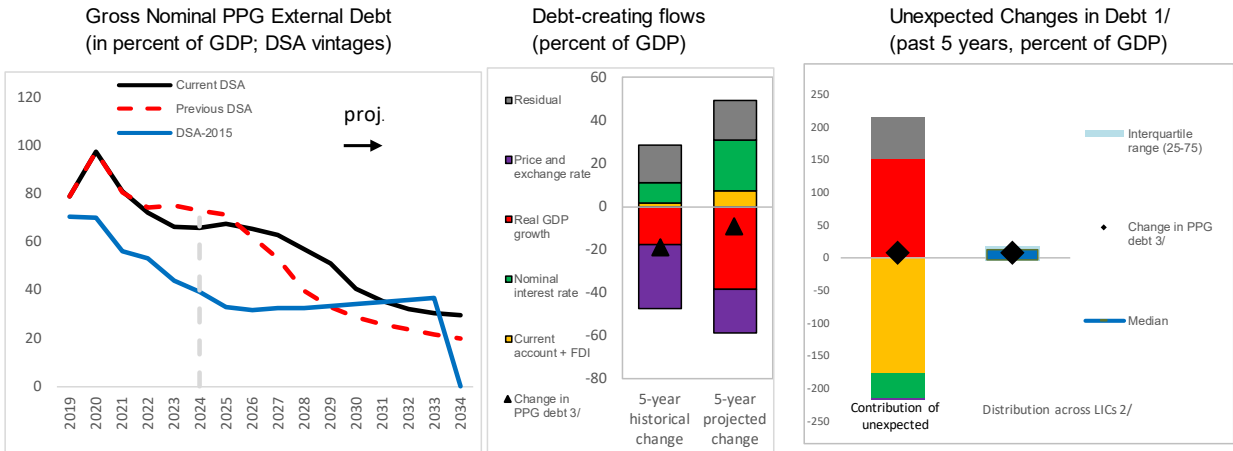 Gross Nominal PPG External Debt
(in percent of GDP; DSA vintages)
Current DSA
Previous DSA
DSA-2015
proj.
120
100
80
60
40
20
0
2019
2020
2021
2022
2023
2024
2025
2026
2027
2028
2029
2030
2031
2032
2033
2034
Debt-creating flows
(percent of GDP)
Residual
Price and
exchange rate
Real GDP
growth
Nominal
interest rate
Current
account + FDI
Change in
PPG debt 3/
60
40
20
0
-20
-40
-60
-80
5-year
historical
change
5-year
projected
change
Unexpected Changes in Debt 1/
(past 5 years, percent of GDP)
250
200
150
100
50
0
-50
-100
-150
-200
-250
Contribution of
unexpected
Distribution across LICs 2/
Interquartile
range (25-75)
Change in PPG
debt 3/
Median